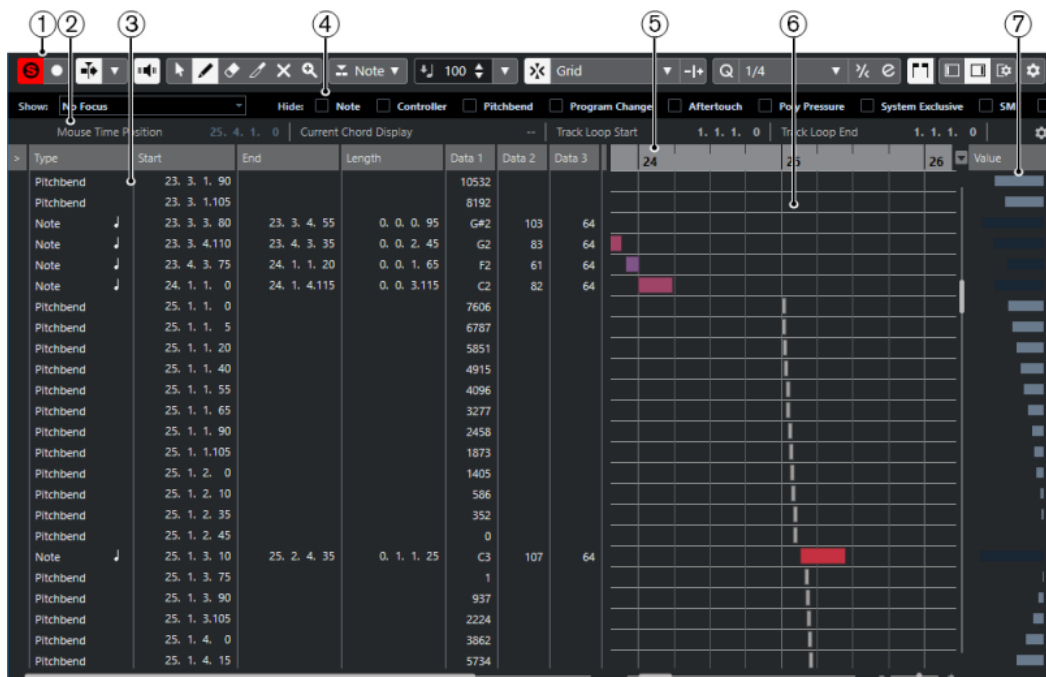 1 2 3 4 5 6 7
S Note 100 Grid Q 1/4
Show: No Focus Hide: Note Controller Pitchbend Program Change Aftertouch Poly Pressure System Exclusive SM
Mouse Time Position 25. 4. 1. 0 Current Chord Display -- Track Loop Start 1. 1. 1. 0 Track Loop End 1. 1. 1. 0
> Type Start End Length Data 1 Data 2 Data 3 24 25 26 Value
Pitchbend 23. 3. 1. 90 10532
Pitchbend 23. 3. 1.105 8192
Note 23. 3. 3. 80 23. 3. 4. 55 0. 0. 0. 95 G#2 103 64
Note 23. 3. 4.110 23. 4. 3. 35 0. 0. 2. 45 G2 83 64
Note 23. 4. 3. 75 24. 1. 1. 20 0. 0. 1. 65 F2 61 64
Note 24. 1. 1. 0 24. 1. 4.115 0. 0. 3.115 C2 82 64
Pitchbend 25. 1. 1. 0 7606
Pitchbend 25. 1. 1. 5 6787
Pitchbend 25. 1. 1. 20 5851
Pitchbend 25. 1. 1. 40 4915
Pitchbend 25. 1. 1. 55 4096
Pitchbend 25. 1. 1. 65 3277
Pitchbend 25. 1. 1. 90 2458
Pitchbend 25. 1. 1.105 1873
Pitchbend 25. 1. 2. 0 1405
Pitchbend 25. 1. 2. 10 586
Pitchbend 25. 1. 2. 35 352
Pitchbend 25. 1. 2. 45 0
Note 25. 1. 3. 10 25. 2. 4. 35 0. 1. 1. 25 C3 107 64
Pitchbend 25. 1. 3. 75 1
Pitchbend 25. 1. 3. 90 937
Pitchbend 25. 1. 3.105 2224
Pitchbend 25. 1. 4. 0 3862
Pitchbend 25. 1. 4. 15 5734